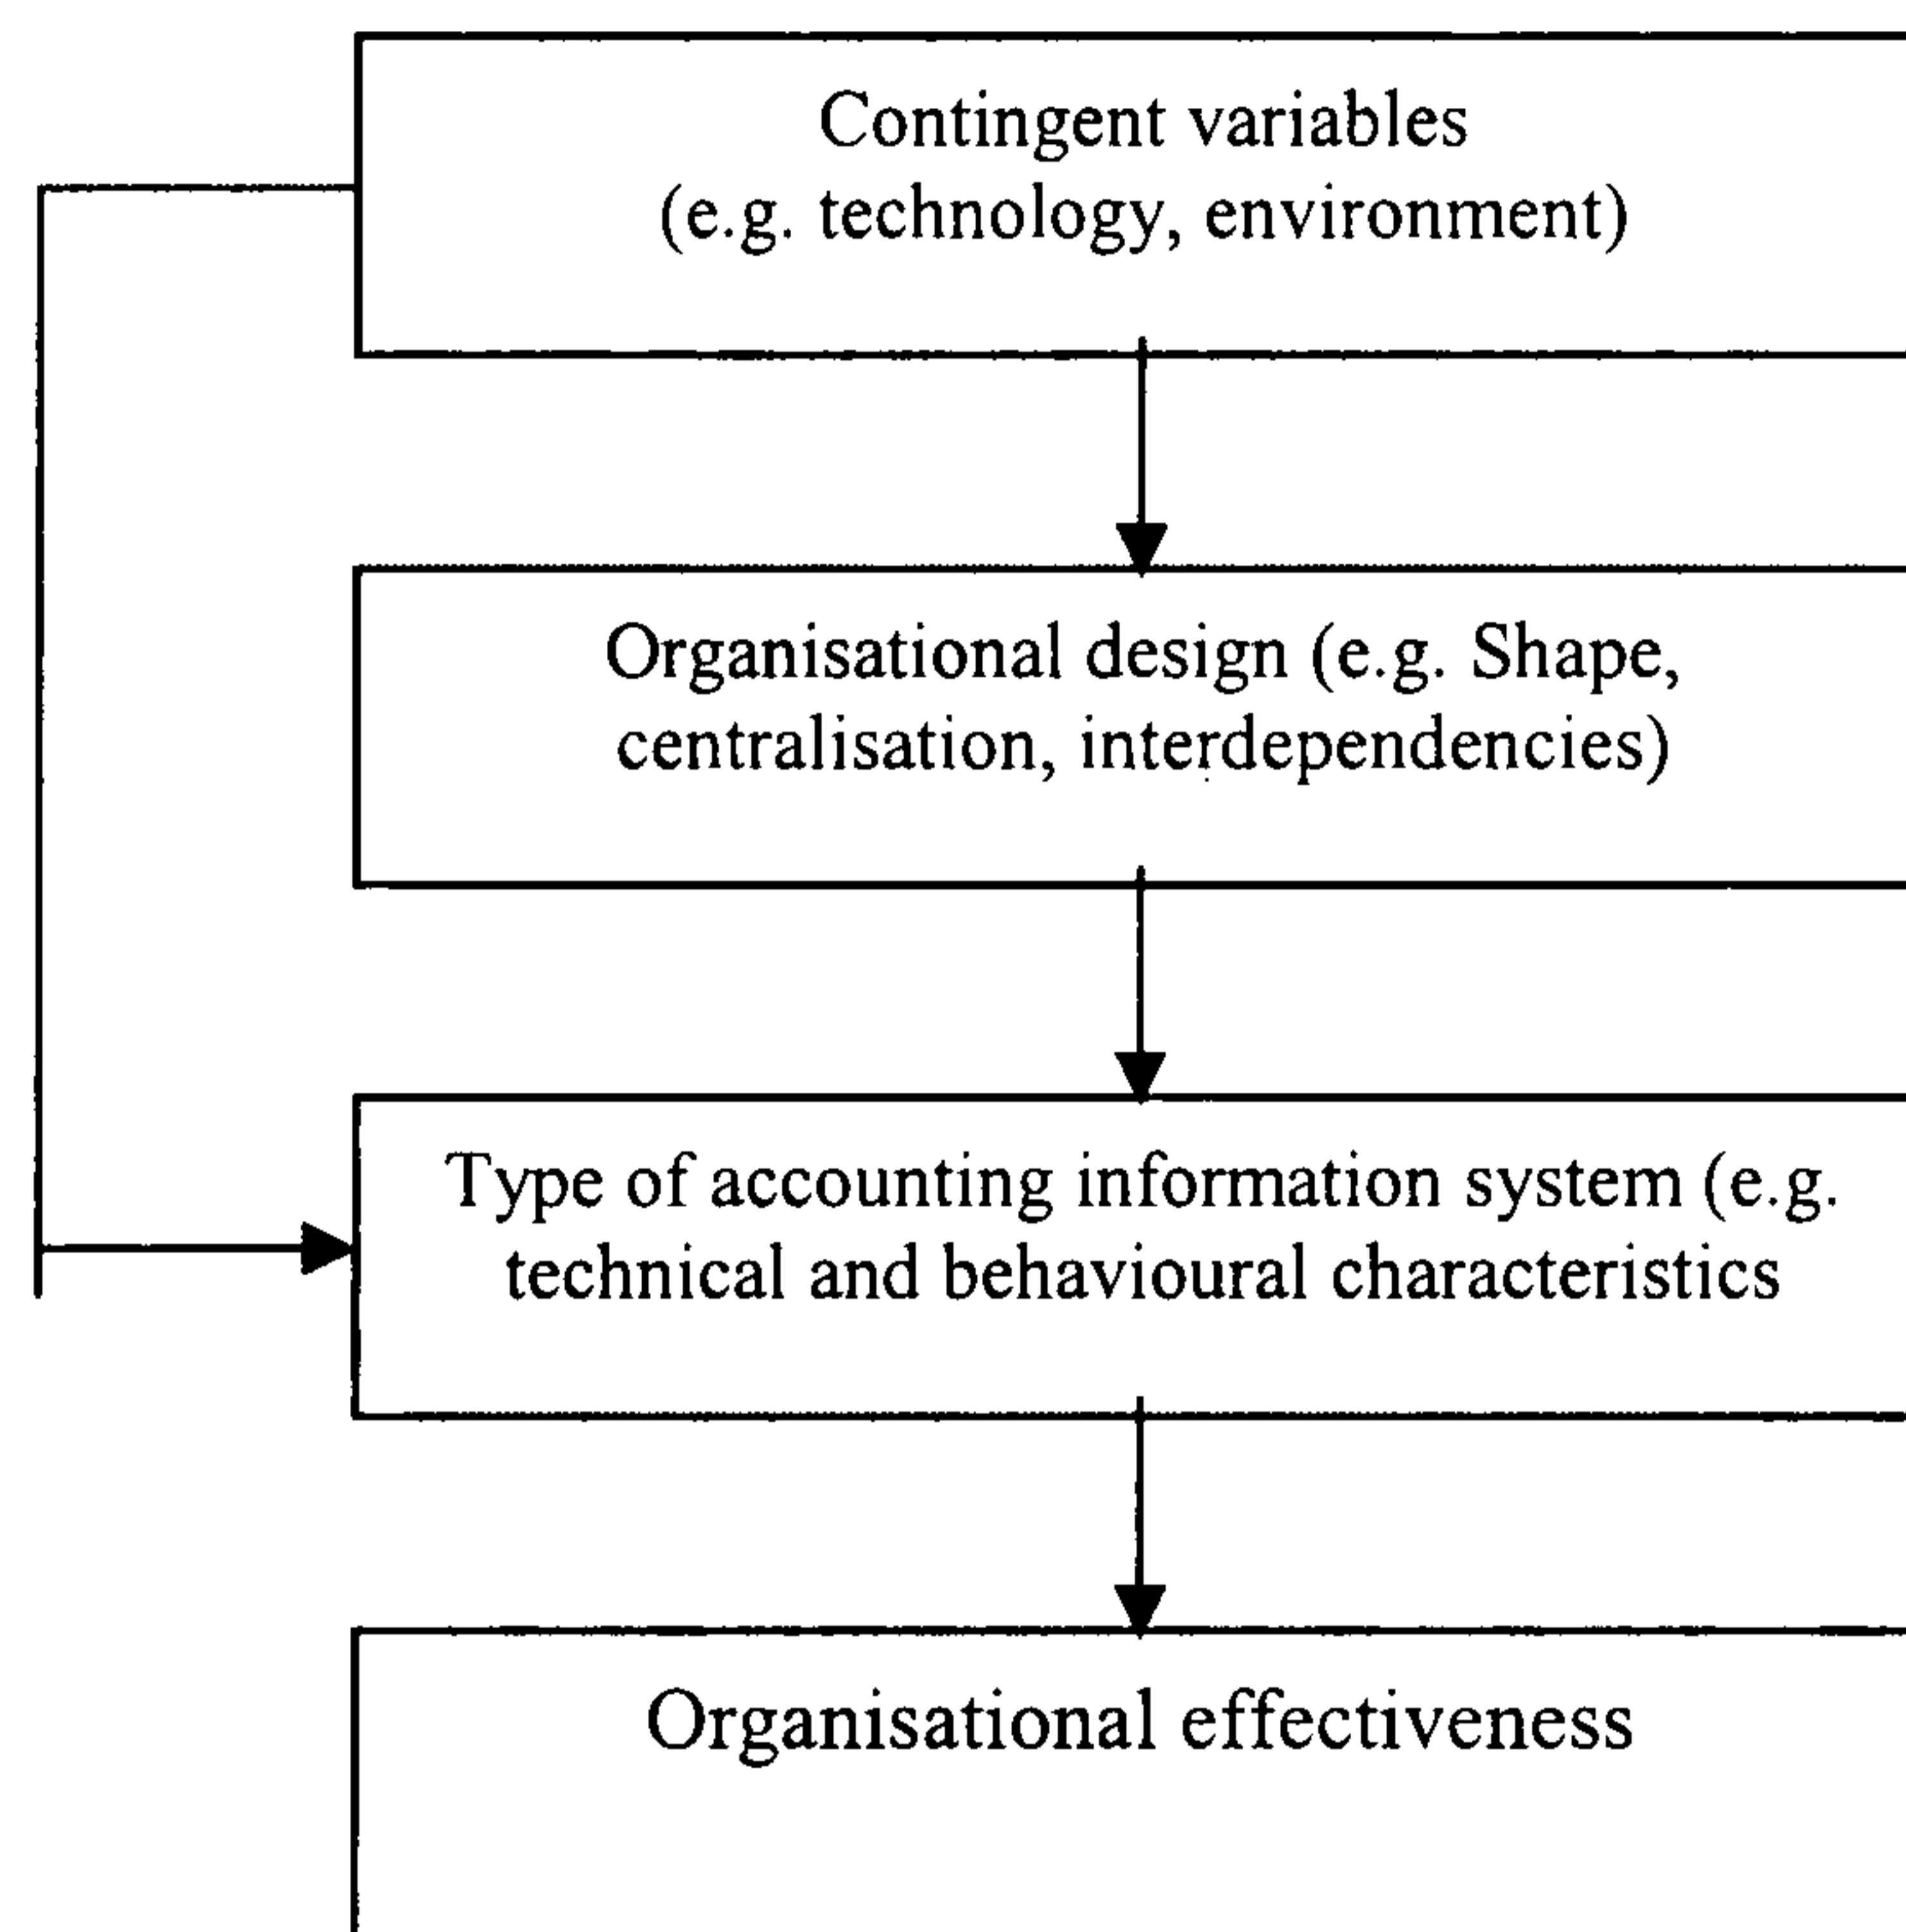 Contingent variables
(e.g. technology, environment)
Organisational design (e.g. Shape,
centralisation, interdependencies)
Type of accounting information system (e.g.
technical and behavioural characteristics
Organisational effectiveness